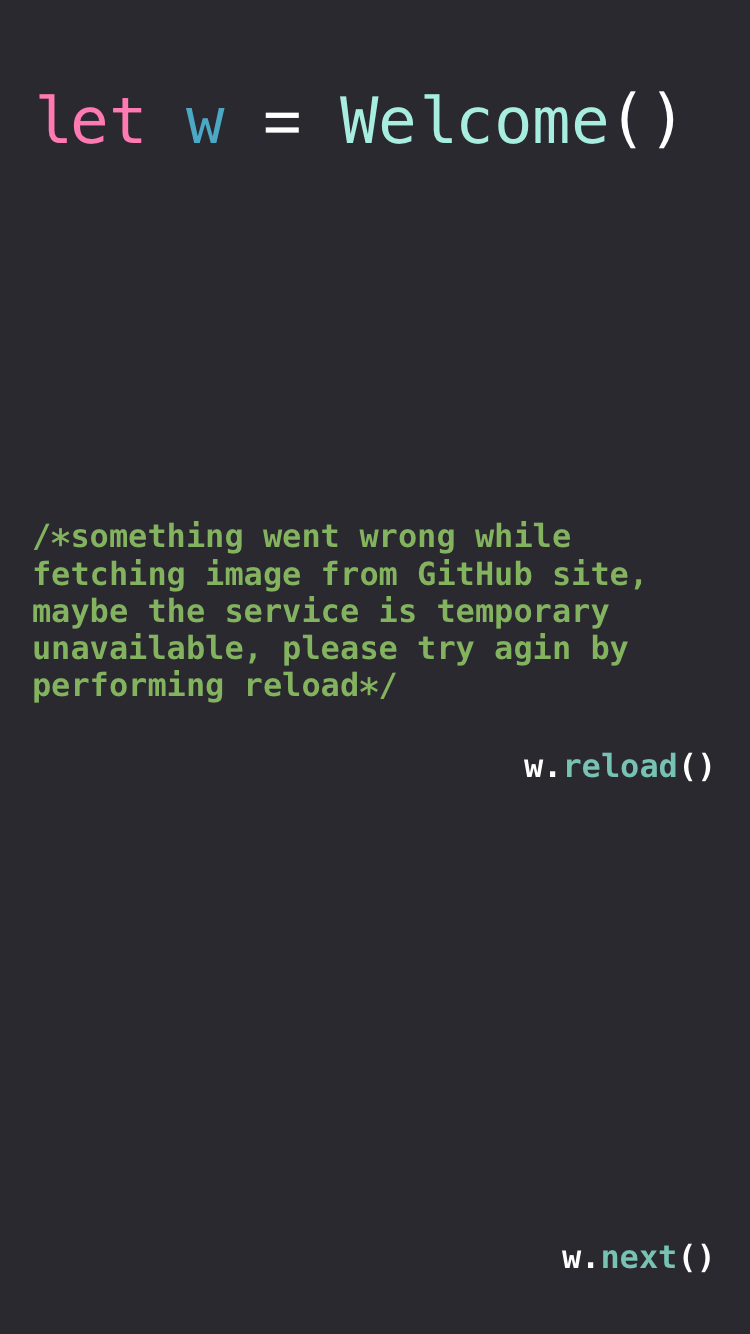 let w = Welcome()
/*something went wrong while
fetching image from GitHub site,
maybe the service is temporary
unavailable, please try agin by
performing reload*/
w.reload()
w.next()